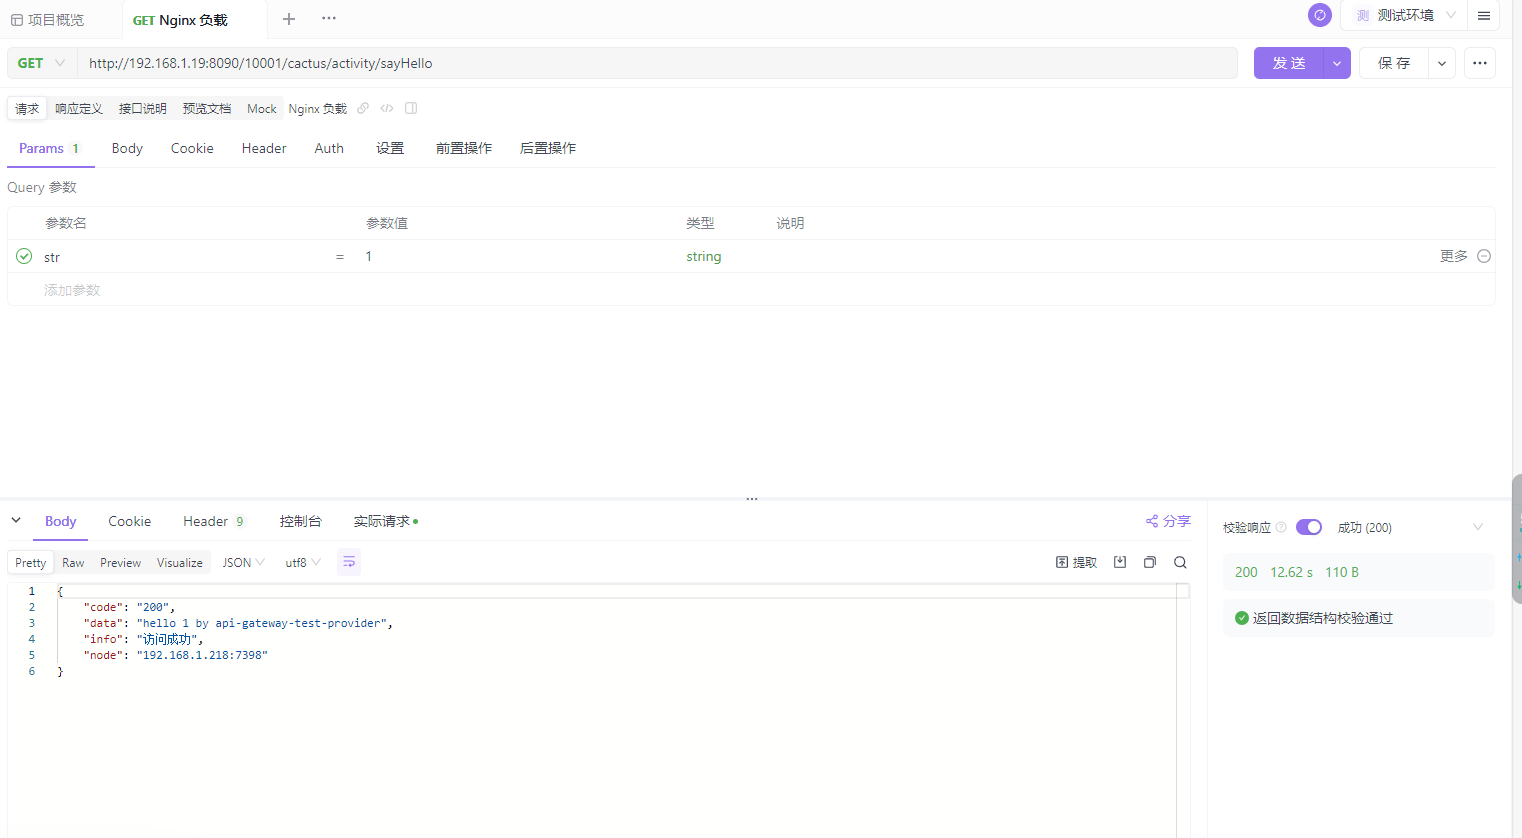 项目概览 GET Nginx 负载 测 测试环境
GET http://192.168.1.19:8090/10001/cactus/activity/sayHello 发 送 保 存
请求 响应定义 接口说明 预览文档 Mock Nginx 负载
Params 1 Body Cookie Header Auth 设置 前置操作 后置操作
Query 参数
参数名 参数值 类型 说明
str = 1 string 更多
添加参数
Body Cookie Header 9 控制台 实际请求 分享 校验响应 成功 (200)
Pretty Raw Preview Visualize JSON utf8 提取 200 12.62 s 110 B
1 {
2 "code": "200",
3 "data": "hello 1 by api-gateway-test-provider", 返回数据结构校验通过
4 "info": "访问成功",
5 "node": "192.168.1.218:7398"
6 }